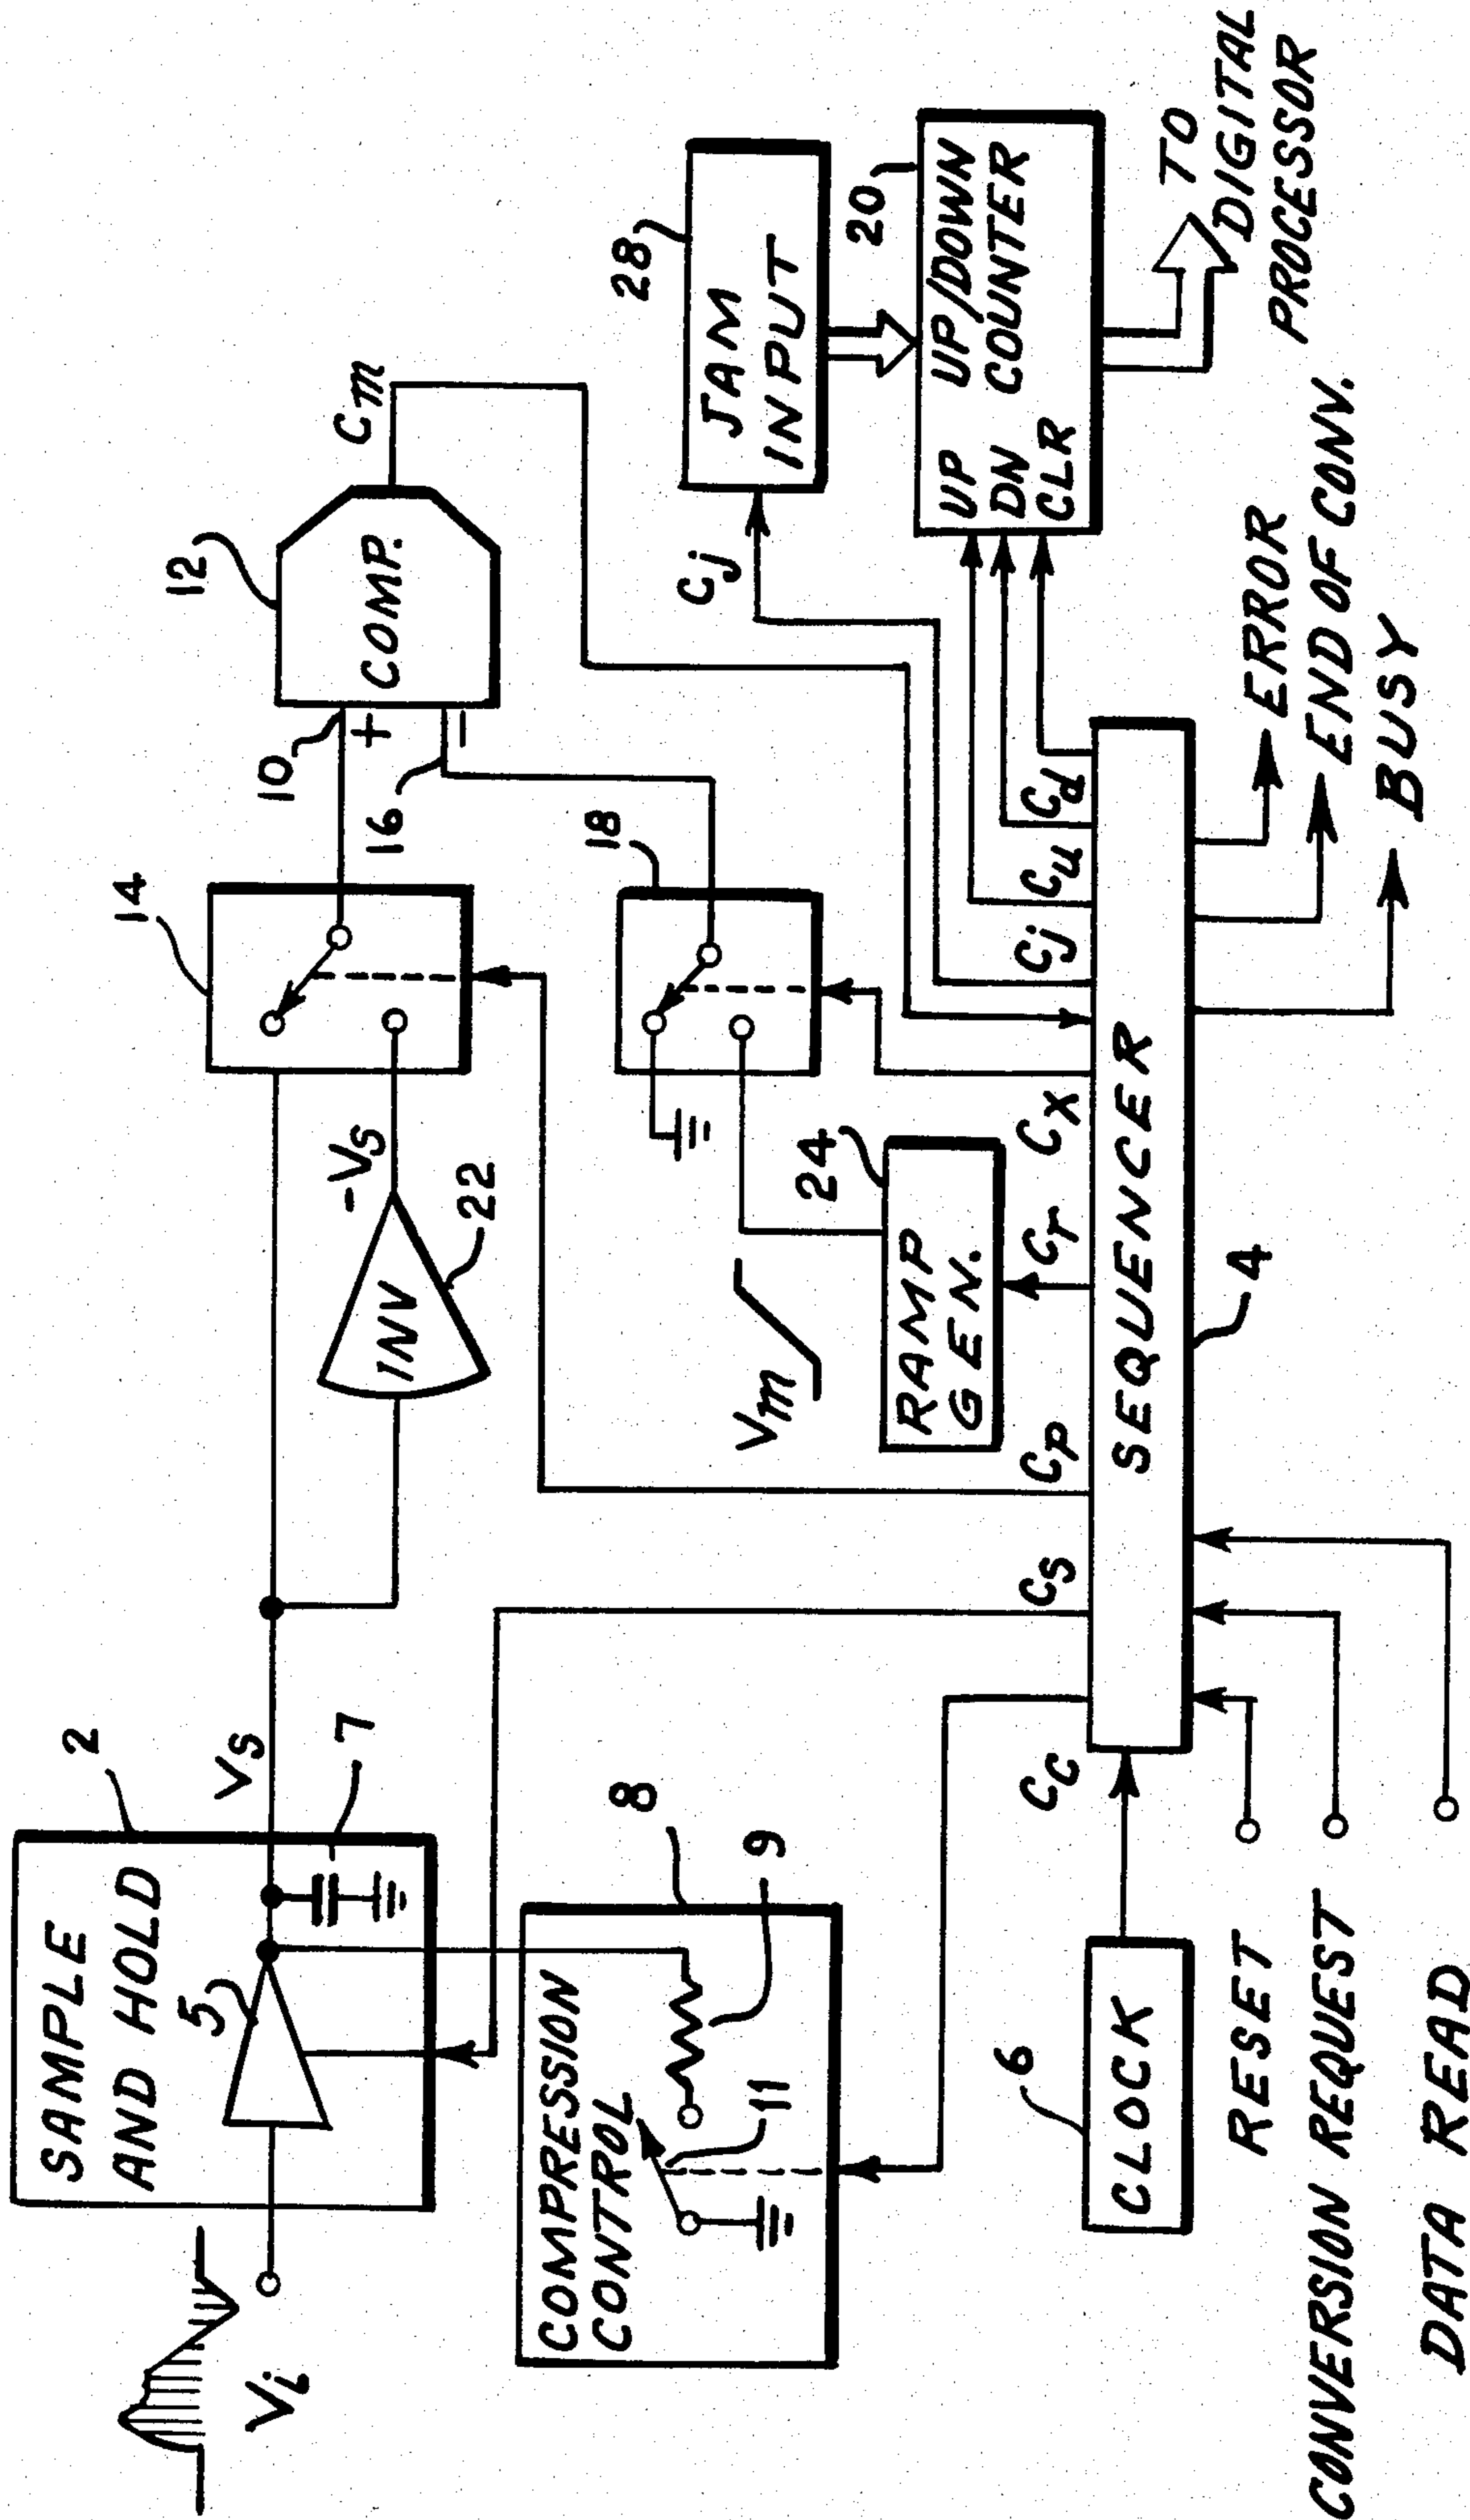 SAMPLE
AND HOLD
2
5
7
Vi
Vs
INV
22
-Vs
14
10
+
16
-
12
COMP.
Cm
COMPRESSION
CONTROL
8
9
11
Vm
RAMP
GEN.
24
18
Cj
28
JAM
INPUT
20
UP UP/DOWN
DN COUNTER
CLR
TO
DIGITAL
PROCESSOR
Cc
Cs
Cp
Cr
Cx
Cj
Cu
Cd
6
CLOCK
SEQUENCER
4
RESET
CONVERSION REQUEST
DATA READ
ERROR
END OF CONV.
BUSY